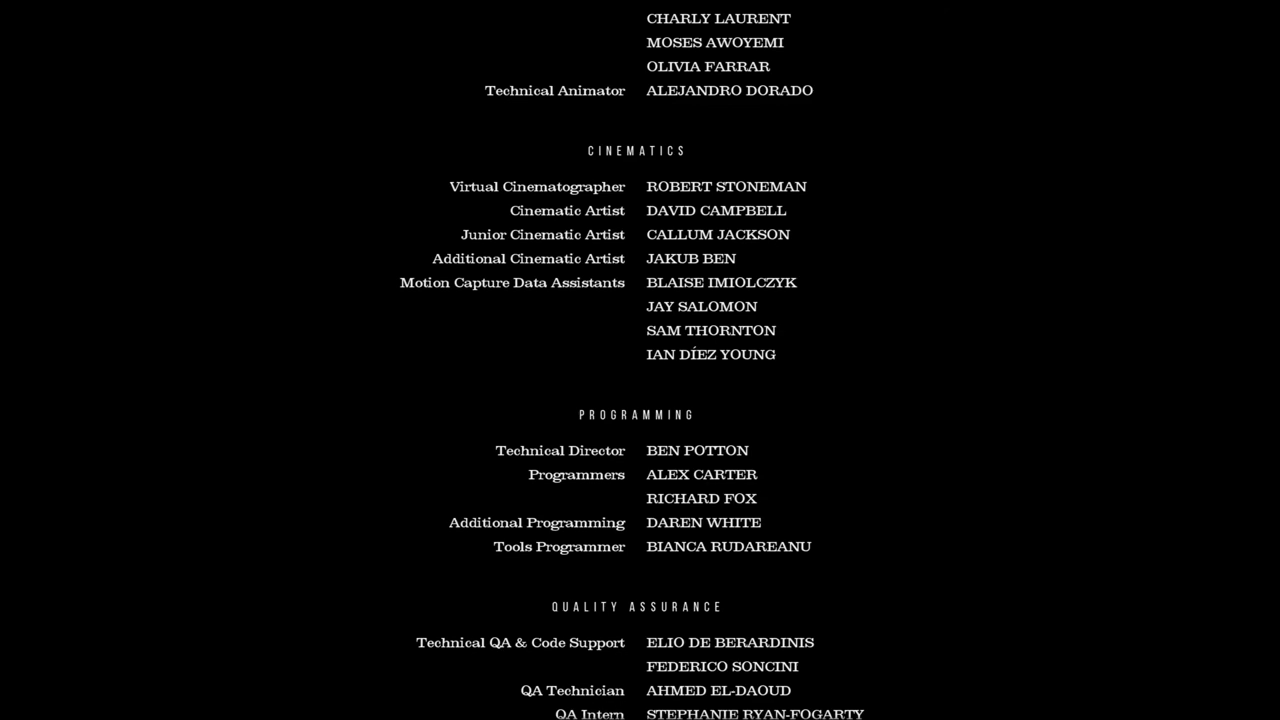 CHARLY LAURENT
MOSES AWOYEMI
OLIVIA FARRAR
Technical Animator ALEJANDRO DORADO
CINEMATICS
Virtual Cinematographer ROBERT STONEMAN
Cinematic Artist DAVID CAMPBELL
Junior Cinematic Artist CALLUM JACKSON
Additional Cinematic Artist JAKUB BEN
Motion Capture Data Assistants BLAISE IMIOLCZYK
JAY SALOMON
SAM THORNTON
IAN DÍEZ YOUNG
PROGRAMMING
Technical Director BEN POTTON
Programmers ALEX CARTER
RICHARD FOX
Additional Programming DAREN WHITE
Tools Programmer BIANCA RUDAREANU
QUALITY ASSURANCE
Technical QA & Code Support ELIO DE BERARDINIS
FEDERICO SONCINI
QA Technician AHMED EL-DAOUD
QA Intern STEPHANIE RYAN-FOGARTY